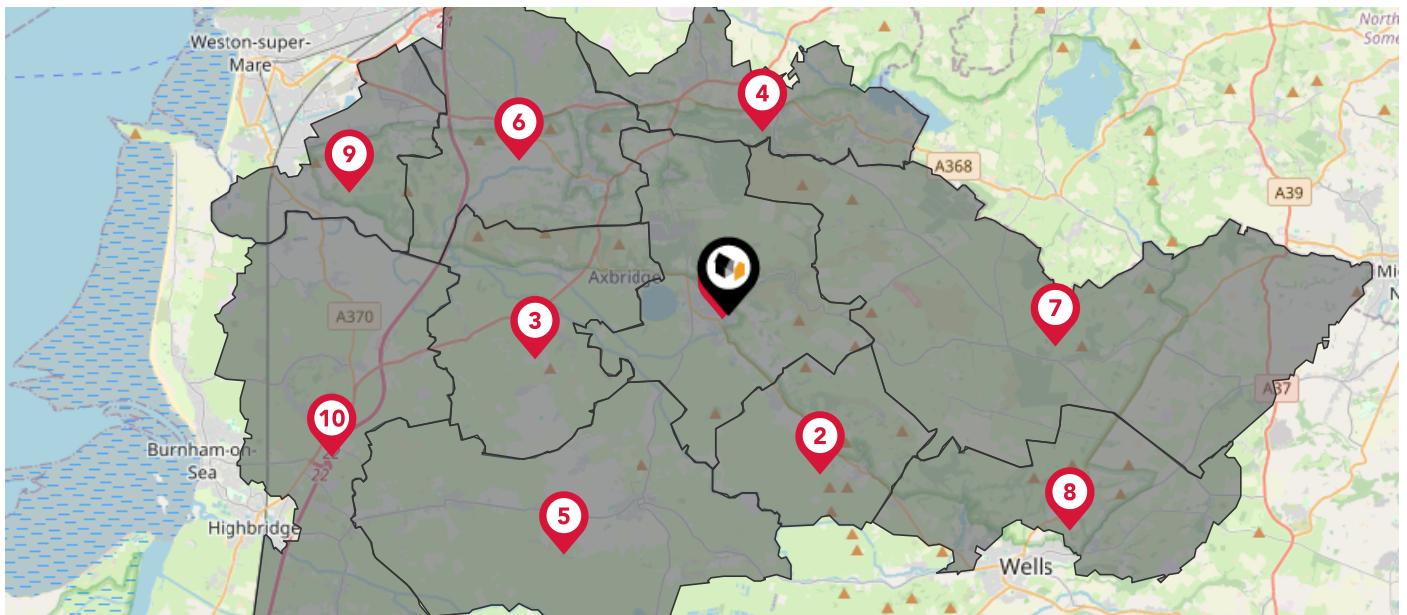 21
Weston-super-
Mare
North
Some
4
6
9
A368
A39
Axbridge
Mi
N
A370
3
7
A37
10
2
Burnham-on-
Sea
22
22
8
5
Highbridge
Wells